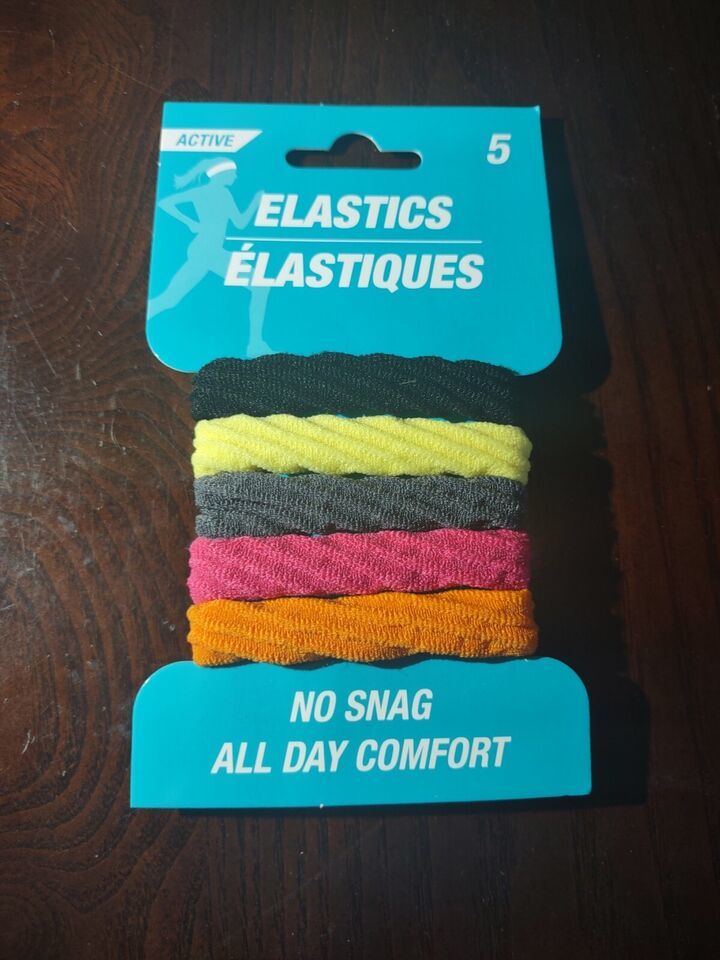 ACTIVE
5
ELASTICS
ÉLASTIQUES
NO SNAG
ALL DAY COMFORT